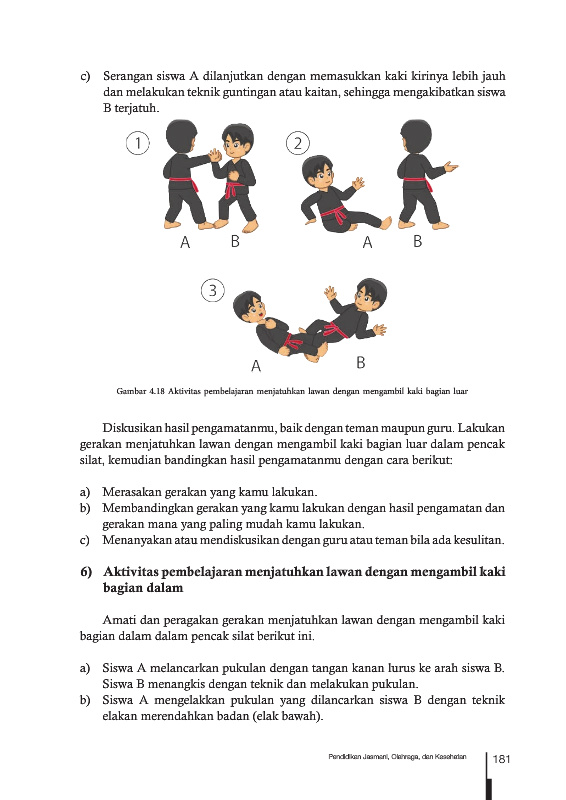 c) Serangan siswa A dilanjutkan dengan memasukkan kaki kirinya lebih jauh
dan melakukan teknik guntingan atau kaitan, sehingga mengakibatkan siswa
B terjatuh.
1
2
A B
A B
3
A B
Gambar 4.18 Aktivitas pembelajaran menjatuhkan lawan dengan mengambil kaki bagian luar
Diskusikan hasil pengamatanmu, baik dengan teman maupun guru. Lakukan
gerakan menjatuhkan lawan dengan mengambil kaki bagian luar dalam pencak
silat, kemudian bandingkan hasil pengamatanmu dengan cara berikut:
a) Merasakan gerakan yang kamu lakukan.
b) Membandingkan gerakan yang kamu lakukan dengan hasil pengamatan dan
gerakan mana yang paling mudah kamu lakukan.
c) Menanyakan atau mendiskusikan dengan guru atau teman bila ada kesulitan.
6) Aktivitas pembelajaran menjatuhkan lawan dengan mengambil kaki
bagian dalam
Amati dan peragakan gerakan menjatuhkan lawan dengan mengambil kaki
bagian dalam dalam pencak silat berikut ini.
a) Siswa A melancarkan pukulan dengan tangan kanan lurus ke arah siswa B.
Siswa B menangkis dengan teknik dan melakukan pukulan.
b) Siswa A mengelakkan pukulan yang dilancarkan siswa B dengan teknik
elakan merendahkan badan (elak bawah).
Pendidikan Jasmani, Olahraga, dan Kesehatan 181